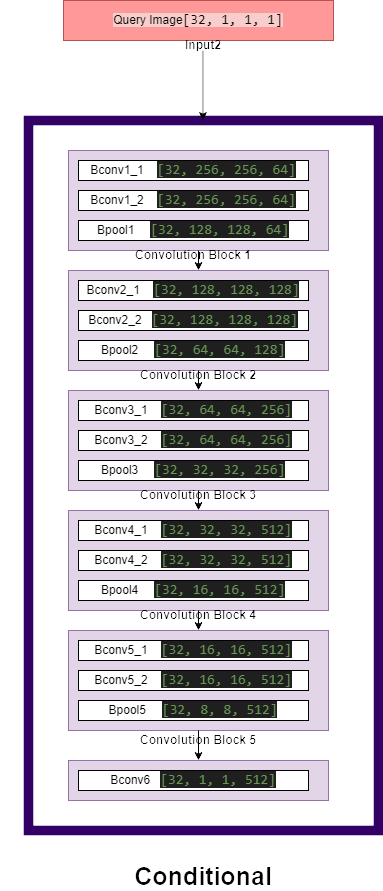 Query Image[32, 1, 1, 1]
Input2
Bconv1_1 [32, 256, 256, 64]
Bconv1_2 [32, 256, 256, 64]
Bpool1 [32, 128, 128, 64]
Convolution Block 1
Bconv2_1 [32, 128, 128, 128]
Bconv2_2 [32, 128, 128, 128]
Bpool2 [32, 64, 64, 128]
Convolution Block 2
Bconv3_1 [32, 64, 64, 256]
Bconv3_2 [32, 64, 64, 256]
Bpool3 [32, 32, 32, 256]
Convolution Block 3
Bconv4_1 [32, 32, 32, 512]
Bconv4_2 [32, 32, 32, 512]
Bpool4 [32, 16, 16, 512]
Convolution Block 4
Bconv5_1 [32, 16, 16, 512]
Bconv5_2 [32, 16, 16, 512]
Bpool5 [32, 8, 8, 512]
Convolution Block 5
Bconv6 [32, 1, 1, 512]
Conditional